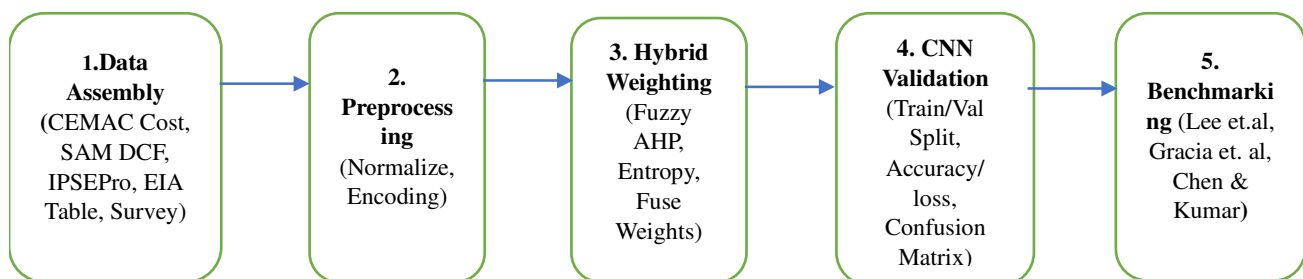 1.Data
Assembly
(CEMAC Cost,
SAM DCF,
IPSEPro, EIA
Table, Survey)
2.
Preprocess
ing
(Normalize,
Encoding)
3. Hybrid
Weighting
(Fuzzy
AHP,
Entropy,
Fuse
Weights)
4. CNN
Validation
(Train/Val
Split,
Accuracy/
loss,
Confusion
Matrix)
5.
Benchmarki
ng (Lee et.al,
Gracia et. al,
Chen &
Kumar)